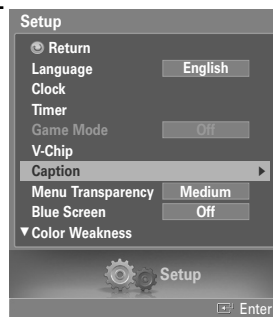 Setup
Return
Language English
Clock
Timer
Game Mode Off
V-Chip
Caption
Menu Transparency Medium
Blue Screen Off
▼Color Weakness
Setup
Enter